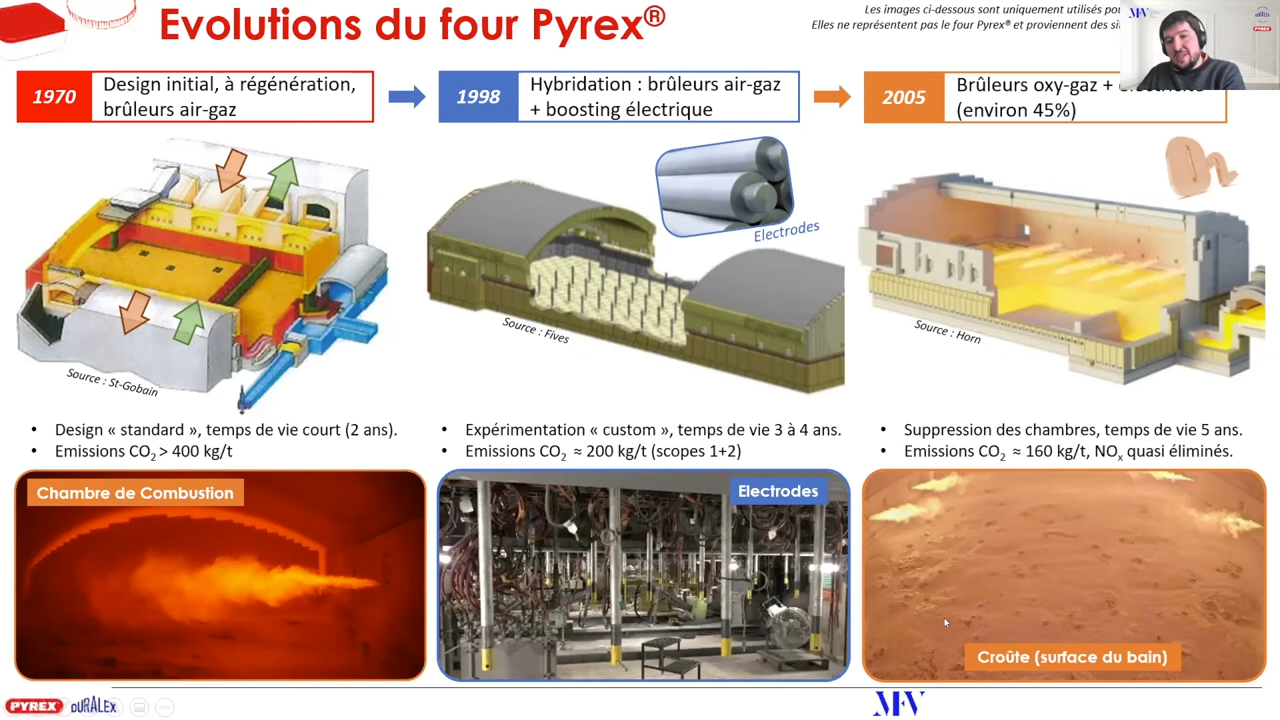 Evolutions du four Pyrex®
Les images ci-dessous sont uniquement utilisés
Elles ne représentent pas le four Pyrex® et proviennent des
MFV
1970
Design initial, à régénération,
brûleurs air-gaz
1998
Hybridation : brûleurs air-gaz
+ boosting électrique
2005
Brûleurs oxy-gaz +
(environ 45%)
O2
Electrodes
Source : St-Gobain
Source : Fives
Source : Horn
• Design « standard », temps de vie court (2 ans).
• Emissions CO2 > 400 kg/t
• Expérimentation « custom », temps de vie 3 à 4 ans.
• Emissions CO2 ≈ 200 kg/t (scopes 1+2)
• Suppression des chambres, temps de vie 5 ans.
• Emissions CO2 ≈ 160 kg/t, NOx quasi éliminés.
Chambre de Combustion
Electrodes
Croûte (surface du bain)
PYREX
DURALEX
MFV